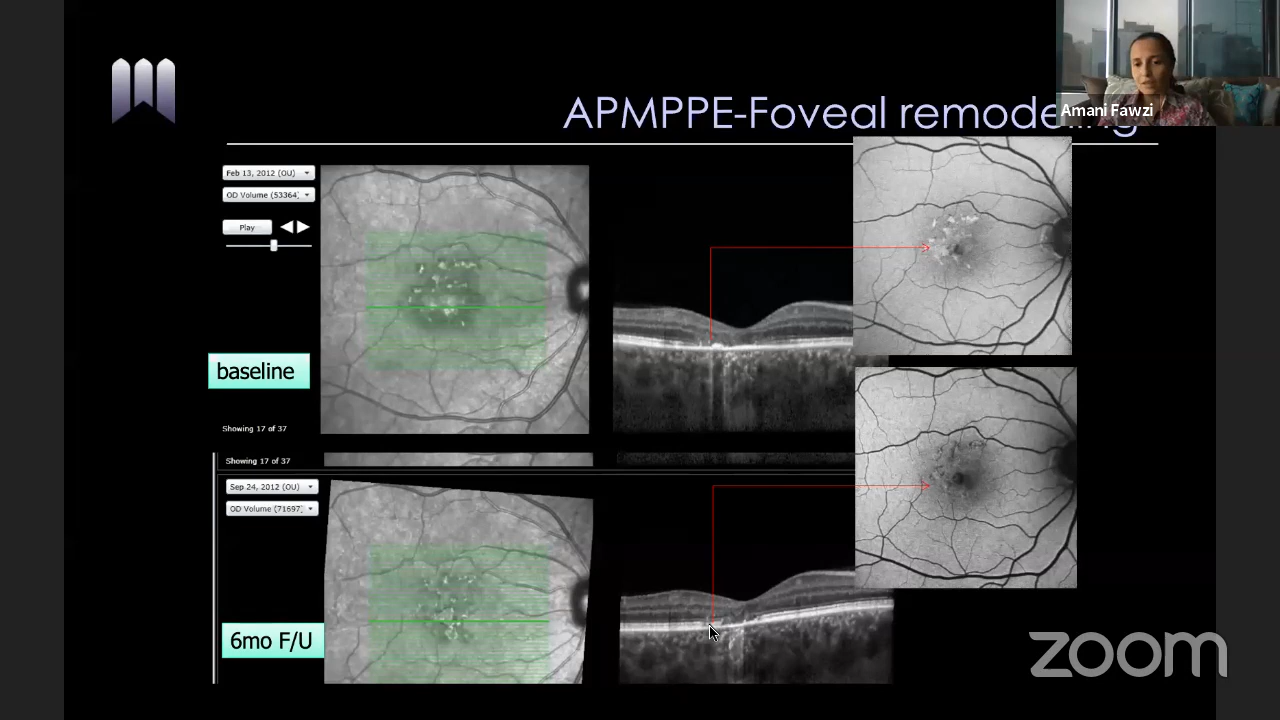 Amani Fawzi
APMPPE-Foveal remodeling
Feb 13, 2012 (OU)
OD Volume (53364)
Play
baseline
Showing 17 of 37
Showing 17 of 37
Sep 24, 2012 (OU)
OD Volume (71697)
6mo F/U
zoom